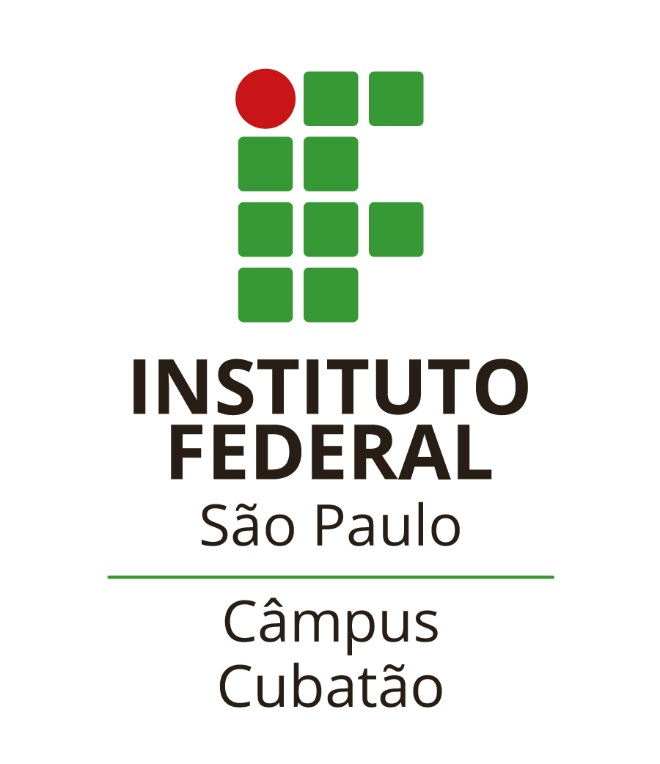 INSTITUTO
FEDERAL
São Paulo
Câmpus
Cubatão